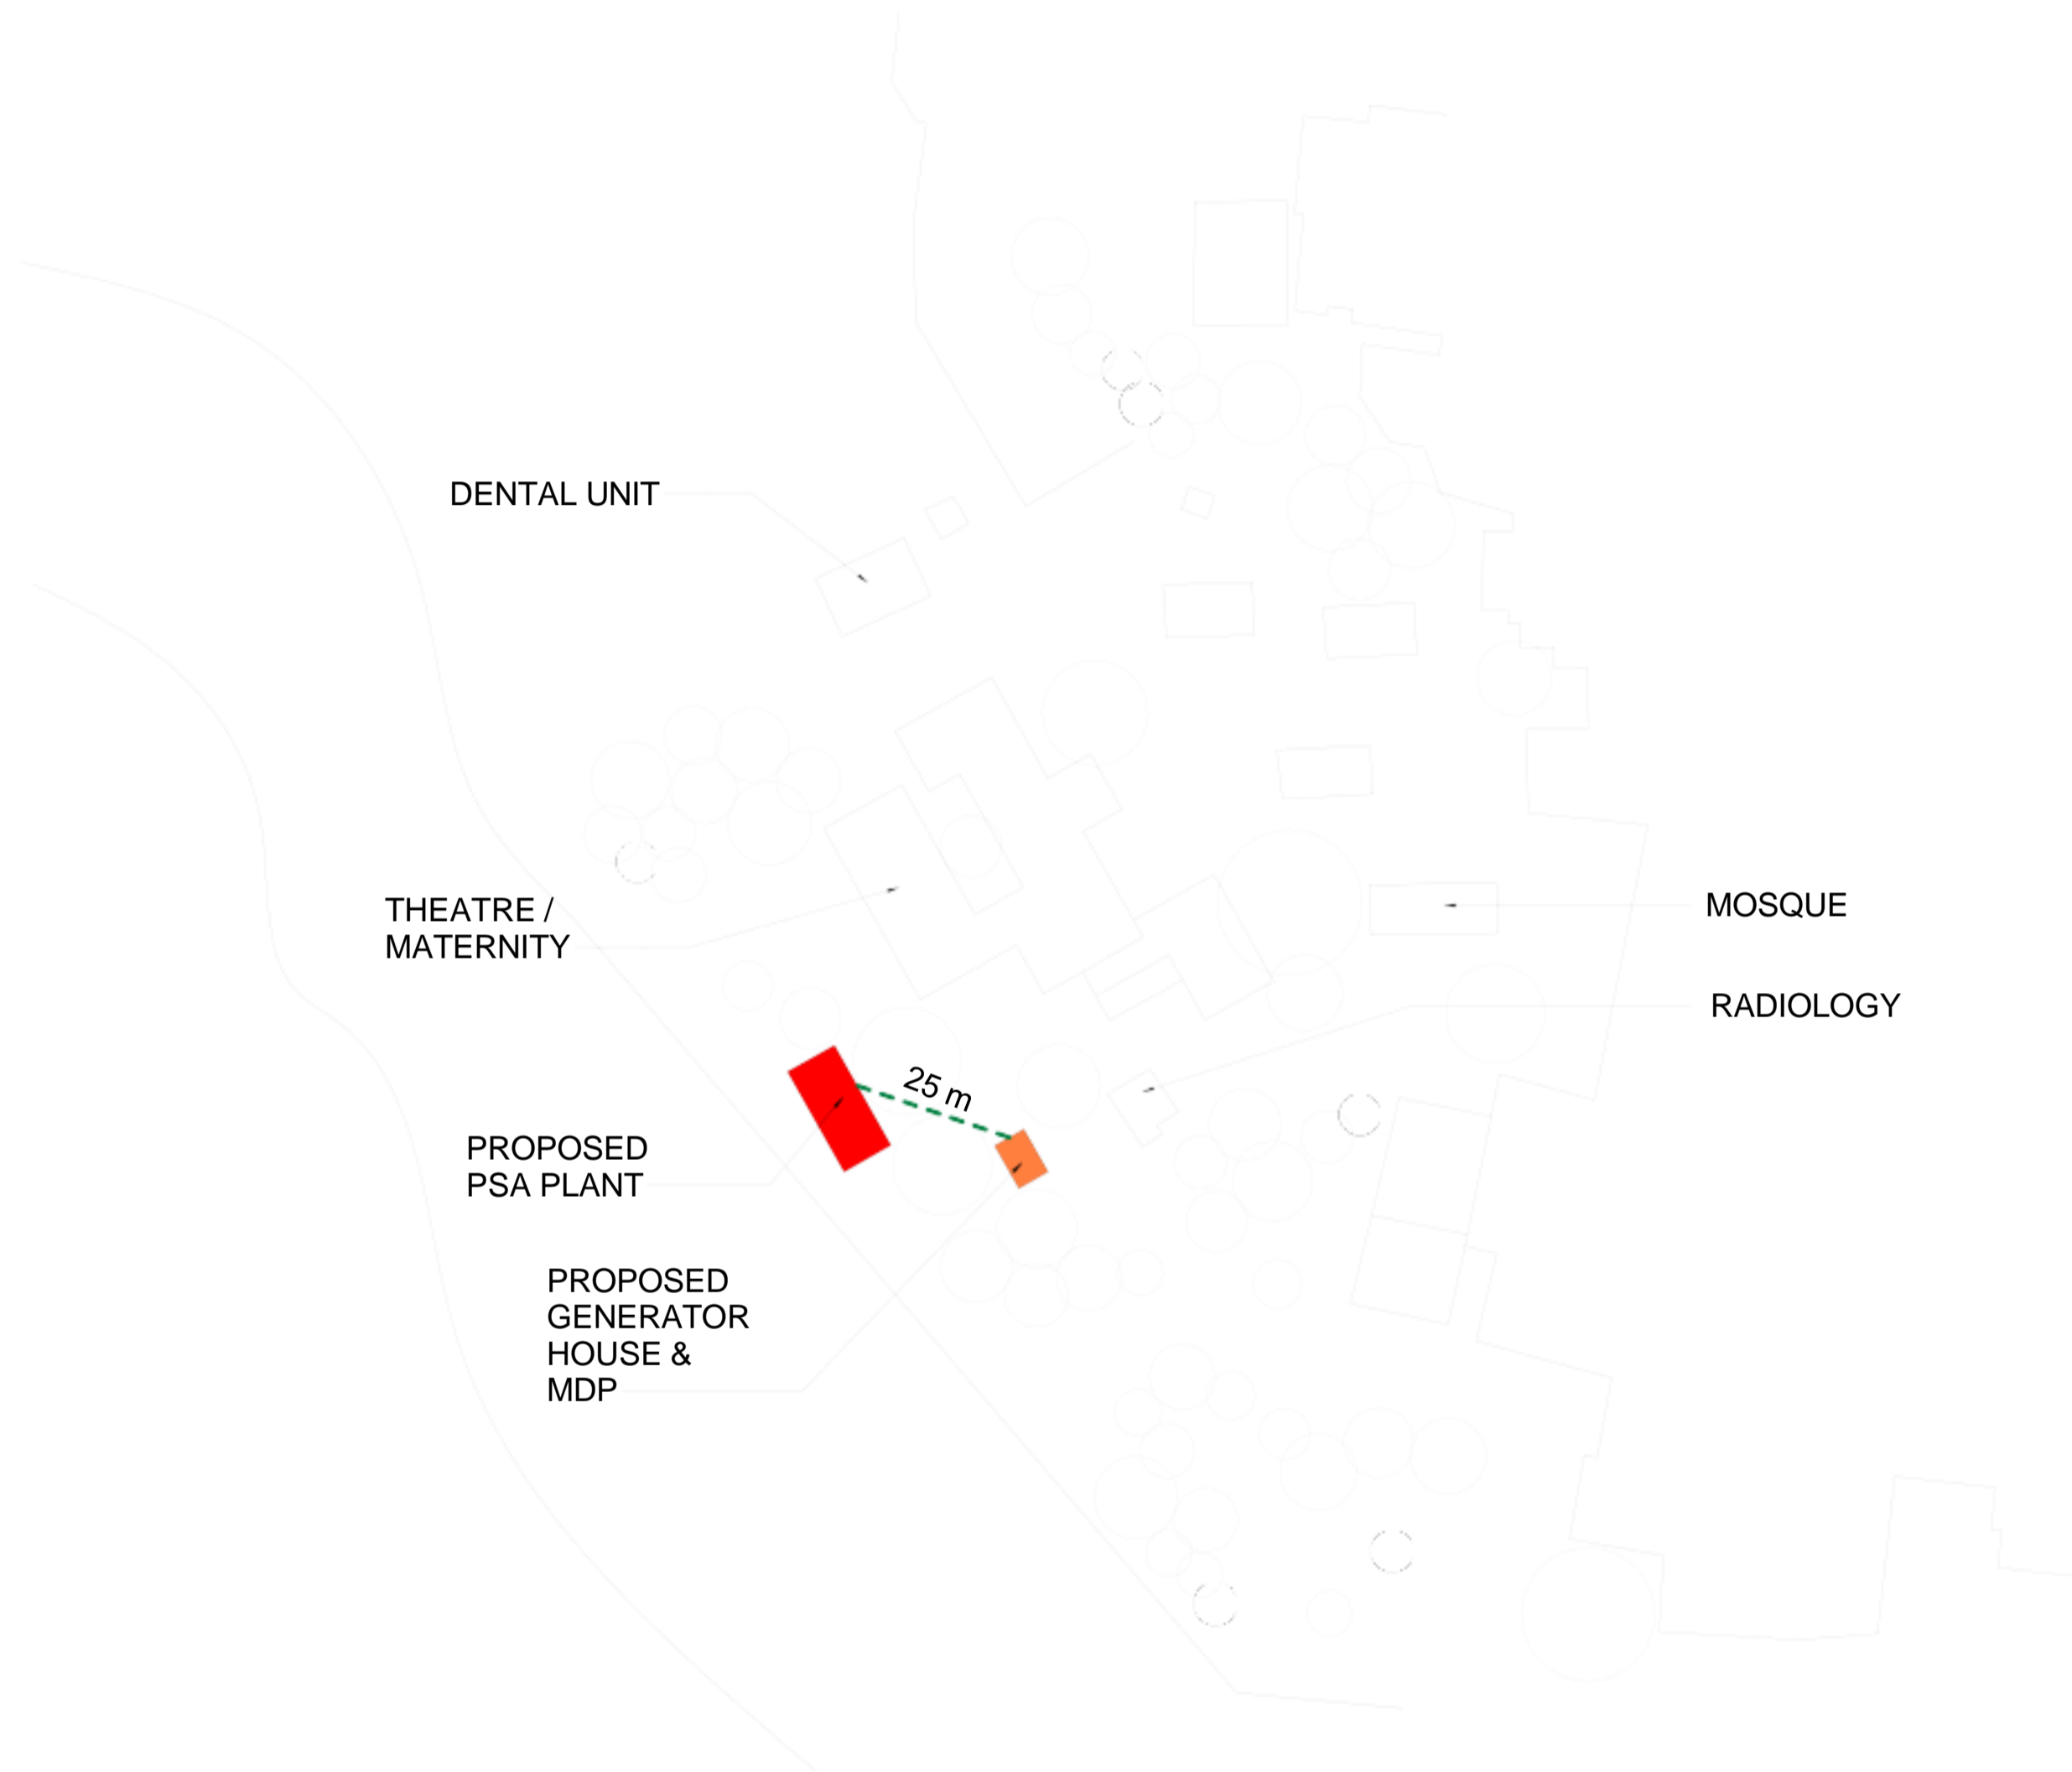 DENTAL UNIT
THEATRE /
MATERNITY
MOSQUE
RADIOLOGY
25 m
PROPOSED
PSA PLANT
PROPOSED
GENERATOR
HOUSE &
MDP